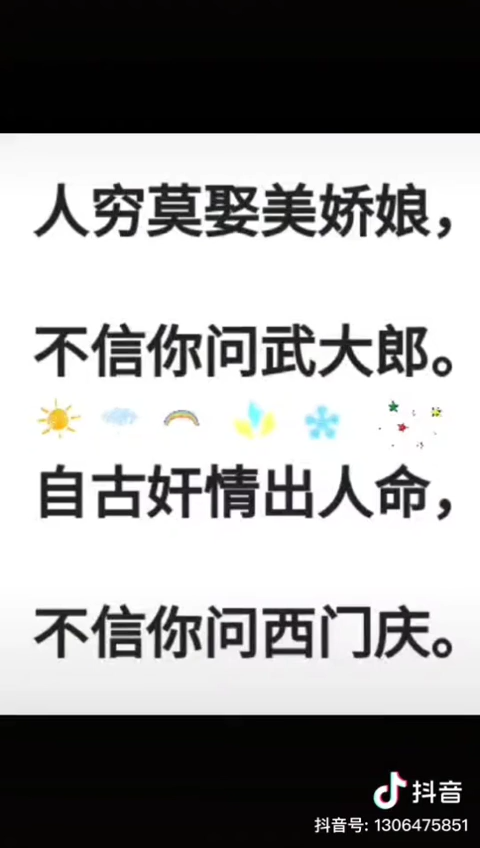 人穷莫娶美娇娘，
不信你问武大郎。
自古奸情出人命，
不信你问西门庆。
抖音
抖音号: 1306475851